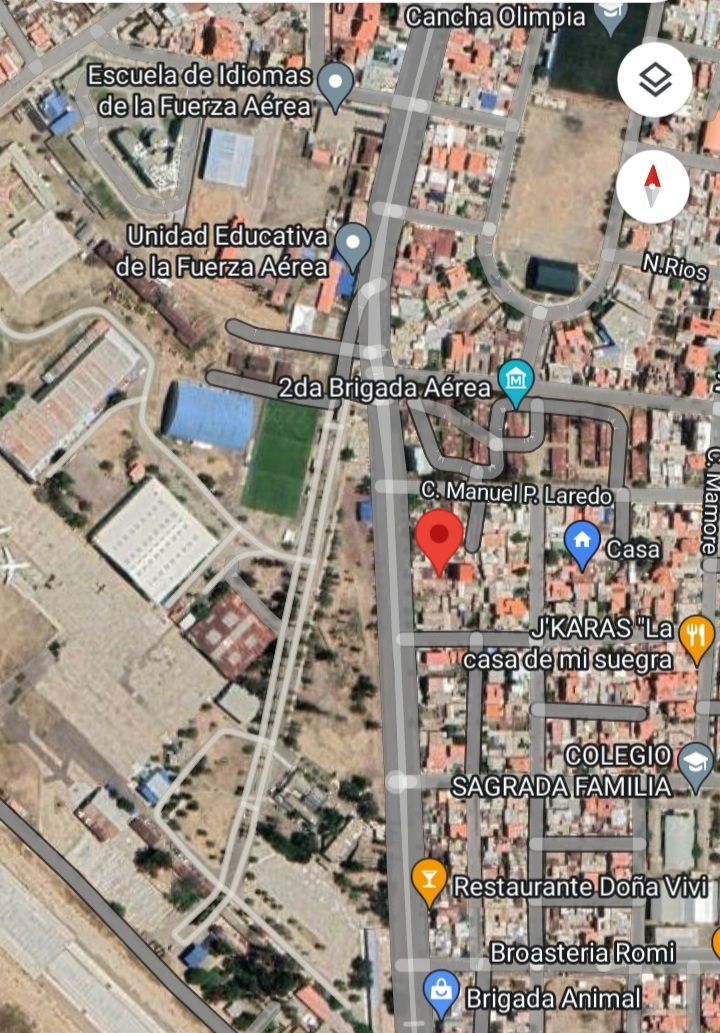 Cancha Olimpia
Escuela de Idiomas
de la Fuerza Aérea
Unidad Educativa
de la Fuerza Aérea
N.Rios
2da Brigada Aérea
C. Manuel P. Laredo
C. Mamore
Casa
J'KARAS "La
casa de mi suegra
COLEGIO
SAGRADA FAMILIA
Restaurante Doña Vivi
Broasteria Romi
Brigada Animal